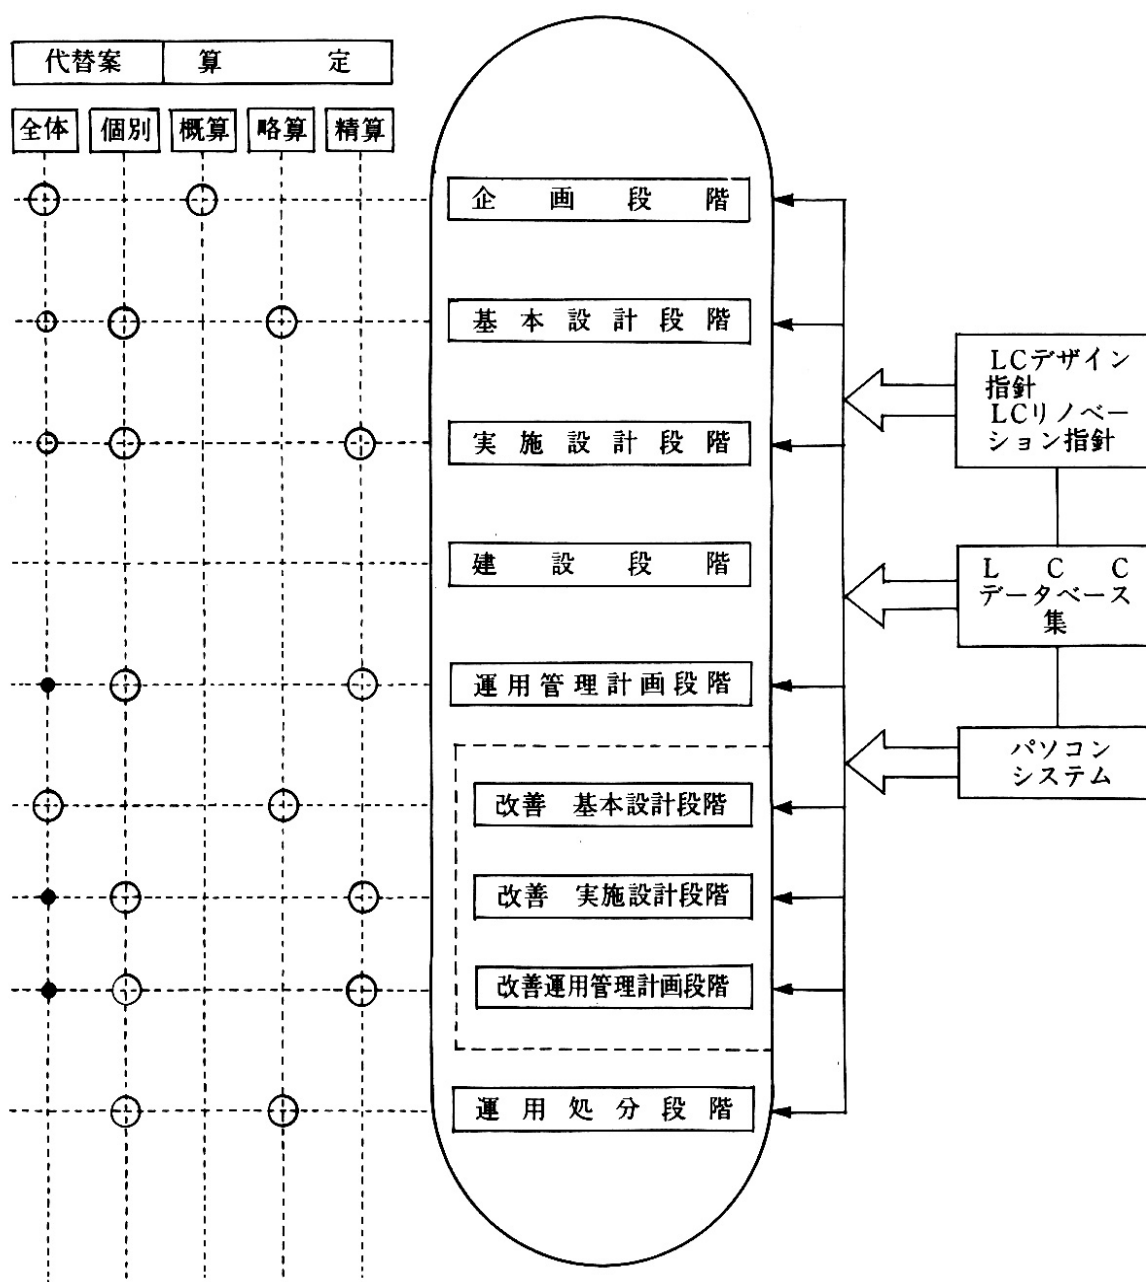 代替案 算定
全体 個別 概算 略算 精算
企画段階
基本設計段階
実施設計段階
建設段階
運用管理計画段階
改善 基本設計段階
改善 実施設計段階
改善運用管理計画段階
運用処分段階
LCデザイン
指針
LCリノベー
ション指針
LCC
データベース
集
パソコン
システム